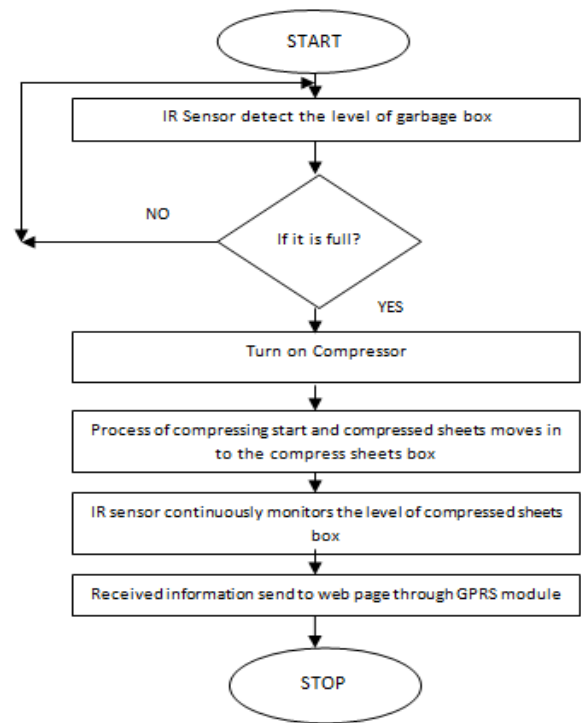 START
IR Sensor detect the level of garbage box
NO
If it is full?
YES
Turn on Compressor
Process of compressing start and compressed sheets moves in
to the compress sheets box
IR sensor continuously monitors the level of compressed sheets
box
Received information send to web page through GPRS module
STOP